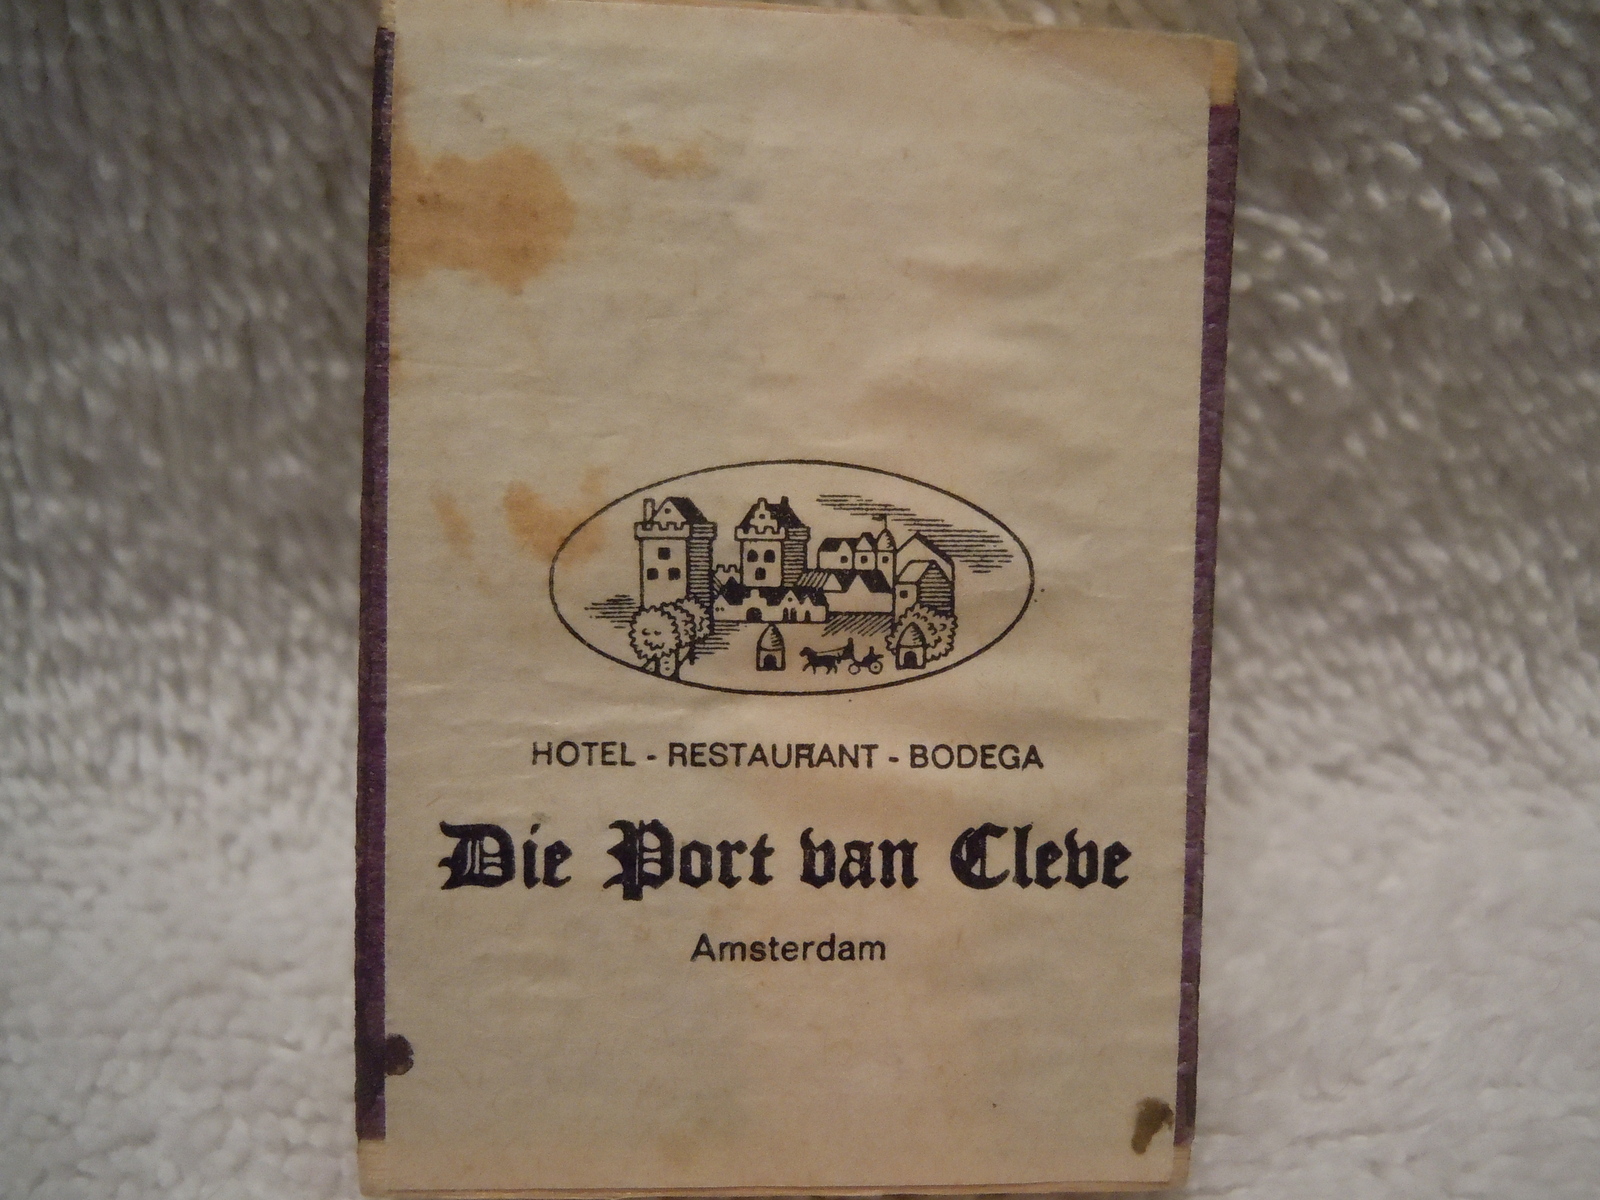 HOTEL - RESTAURANT - BODEGA
Die Port van Cleve
Amsterdam